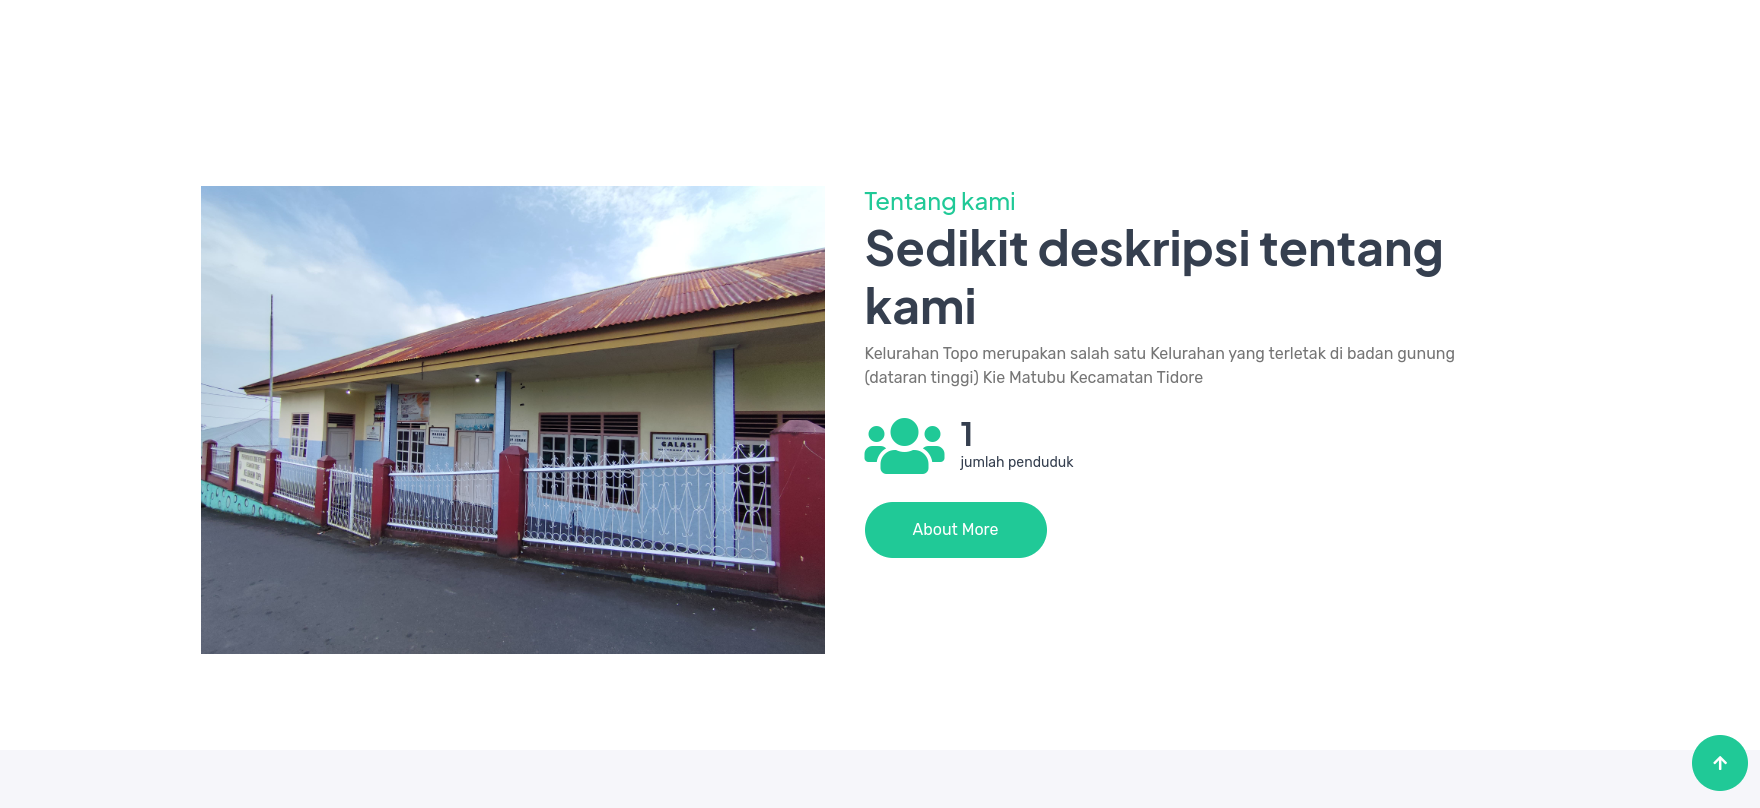 Tentang kami
Sedikit deskripsi tentang
kami
Kelurahan Topo merupakan salah satu Kelurahan yang terletak di badan gunung
(dataran tinggi) Kie Matubu Kecamatan Tidore
1
jumlah penduduk
About More
GALASI